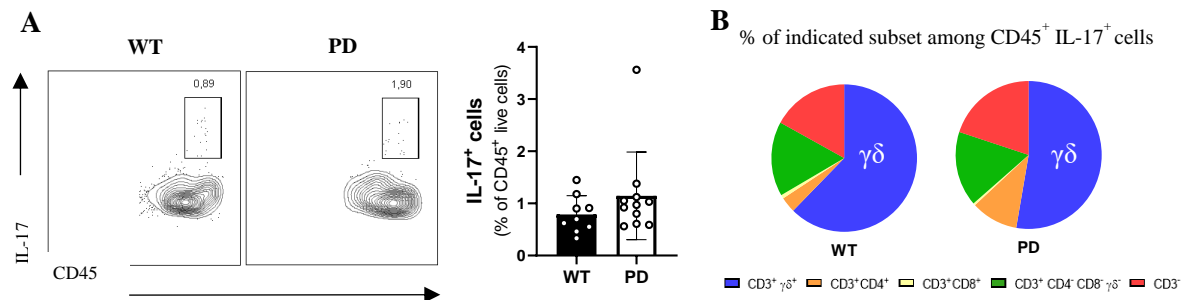 A
WT
PD
0,89
1,90
IL-17
CD45
IL-17⁺ cells
(% of CD45⁺ live cells)
4
3
2
1
0
WT
PD
B
% of indicated subset among CD45⁺ IL-17⁺ cells
γδ
γδ
WT
PD
CD3⁺ γδ⁺
CD3⁺CD4⁺
CD3⁺CD8⁺
CD3⁺ CD4⁻ CD8⁻ γδ⁻
CD3⁻